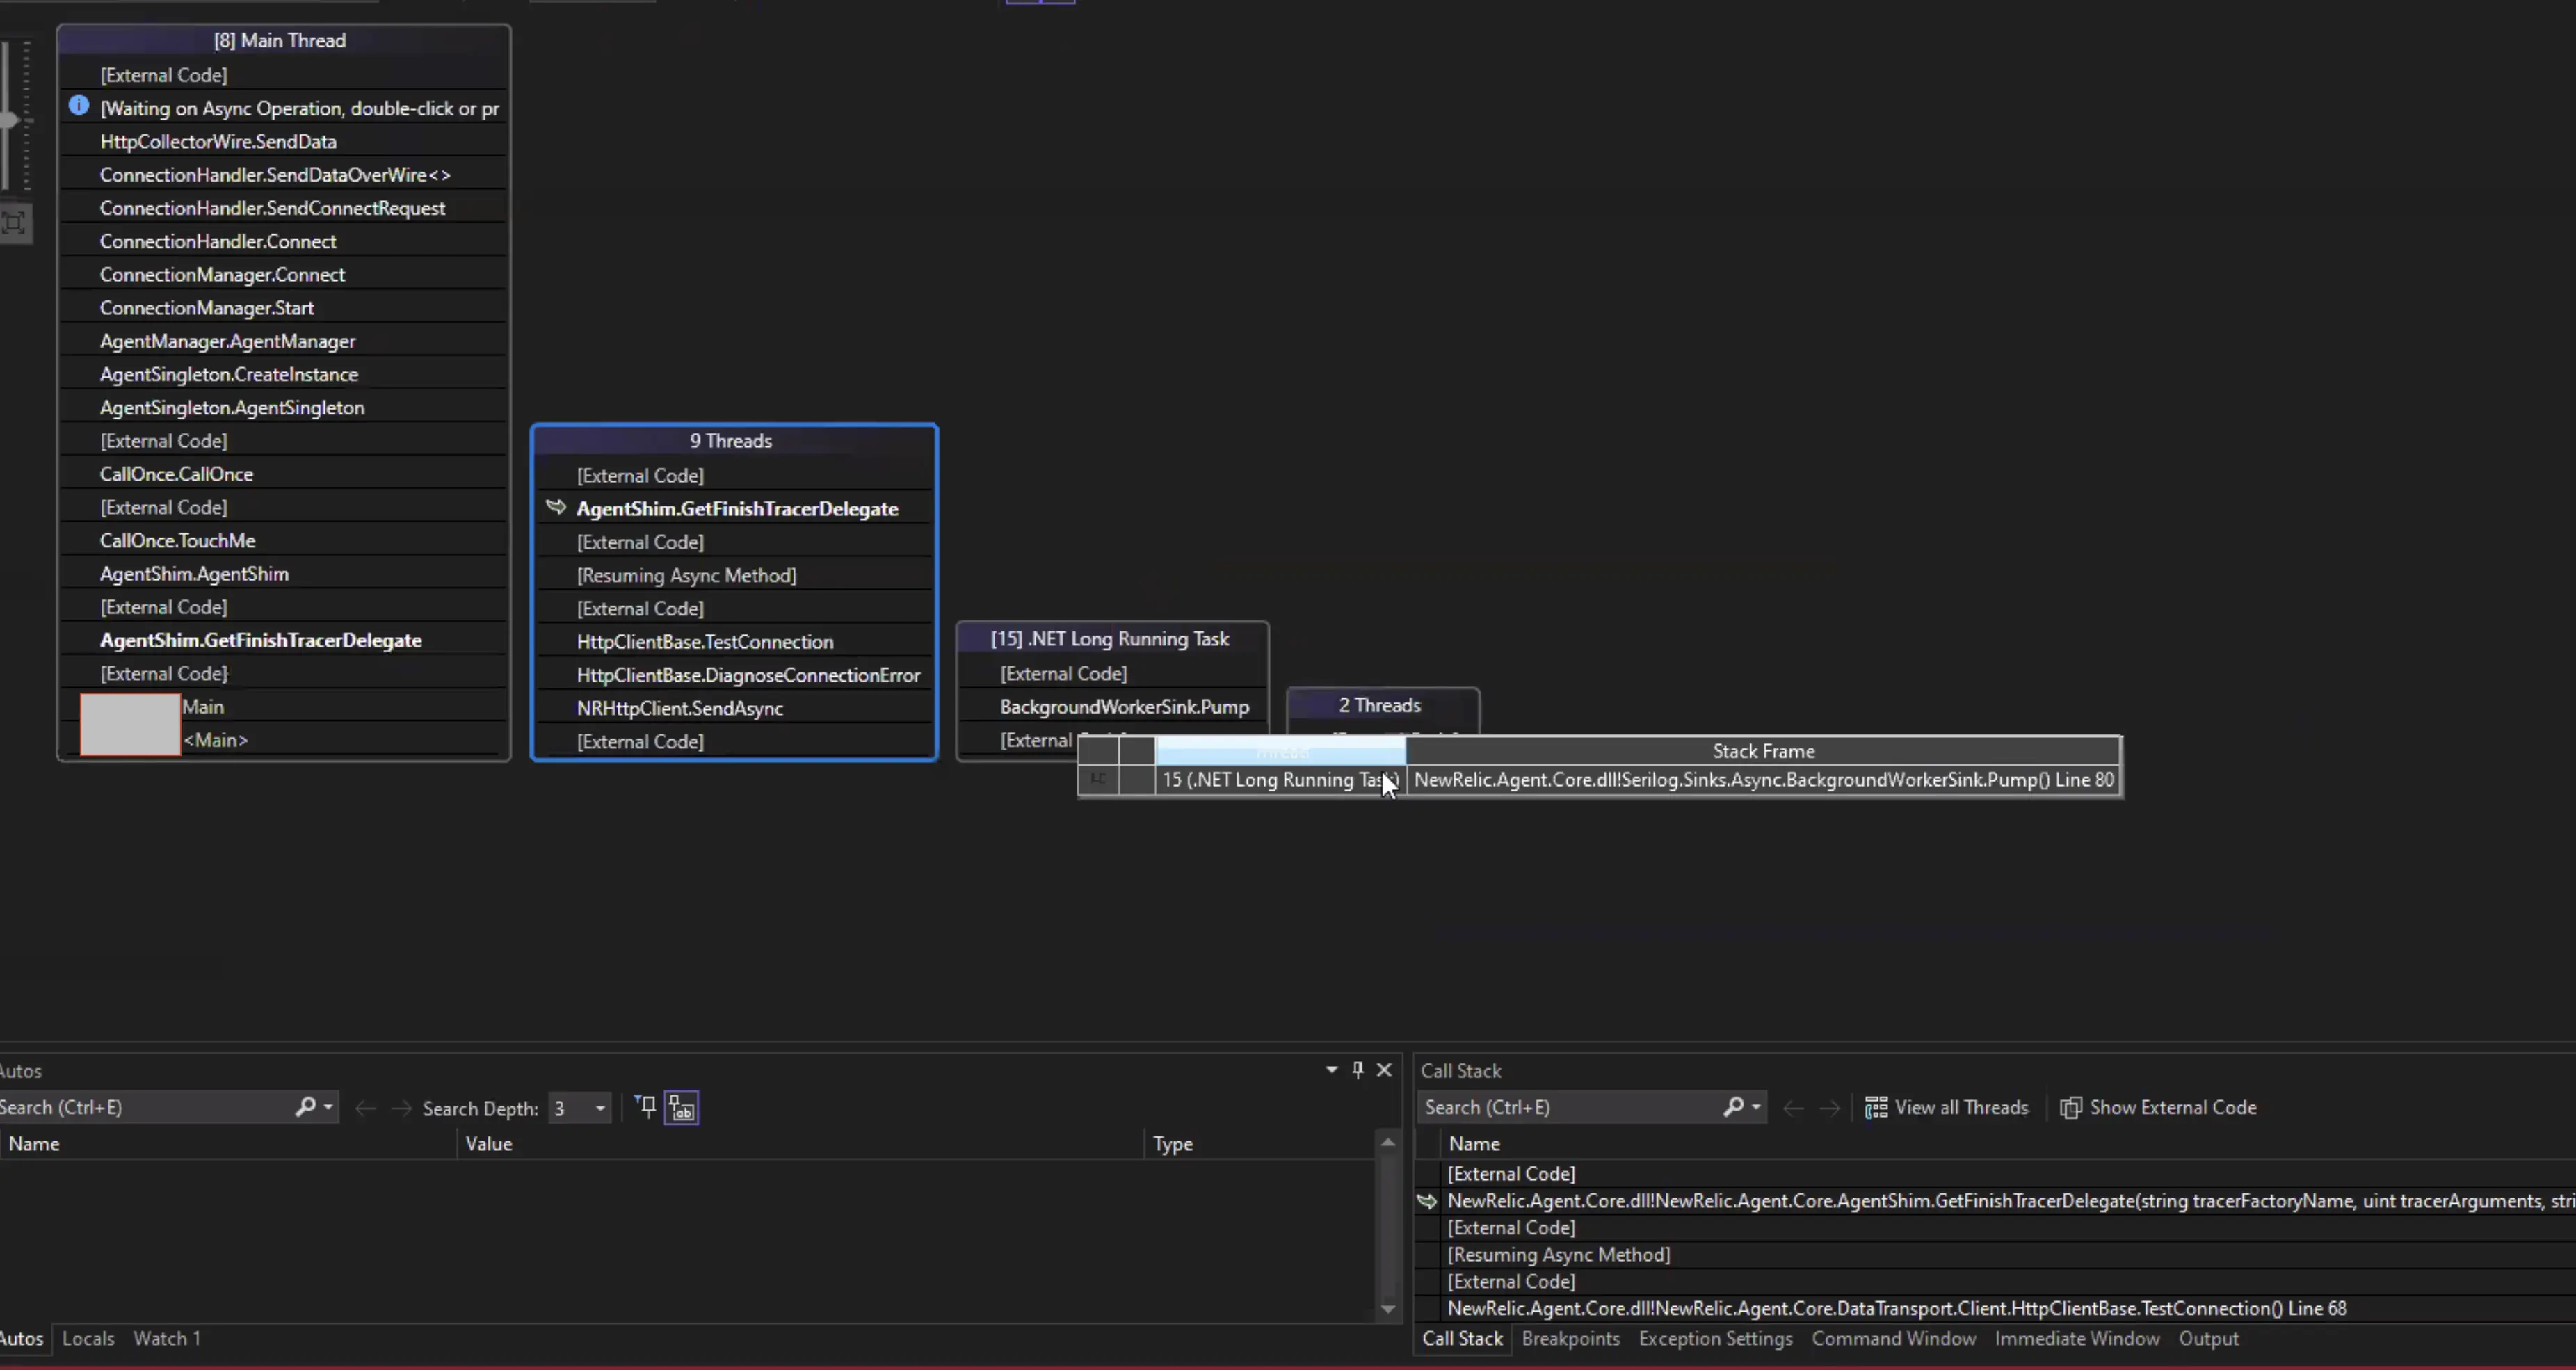 [8] Main Thread
[External Code]
[Waiting on Async Operation, double-click or pr
HttpCollectorWire.SendData
ConnectionHandler.SendDataOverWire<>
ConnectionHandler.SendConnectRequest
ConnectionHandler.Connect
ConnectionManager.Connect
ConnectionManager.Start
AgentManager.AgentManager
AgentSingleton.CreateInstance
AgentSingleton.AgentSingleton
[External Code]
CallOnce.CallOnce
[External Code]
CallOnce.TouchMe
AgentShim.AgentShim
[External Code]
AgentShim.GetFinishTracerDelegate
[External Code]
Main
<Main>
9 Threads
[External Code]
AgentShim.GetFinishTracerDelegate
[External Code]
[Resuming Async Method]
[External Code]
HttpClientBase.TestConnection
HttpClientBase.DiagnoseConnectionError
NRHttpClient.SendAsync
[External Code]
[15] .NET Long Running Task
[External Code]
BackgroundWorkerSink.Pump
[External
2 Threads
Stack Frame
15 (.NET Long Running Task) NewRelic.Agent.Core.dll!Serilog.Sinks.Async.BackgroundWorkerSink.Pump() Line 80
Autos
Search (Ctrl+E) Search Depth: 3
Name Value Type
Autos Locals Watch 1
Call Stack
Search (Ctrl+E) View all Threads Show External Code
Name
[External Code]
NewRelic.Agent.Core.dll!NewRelic.Agent.Core.AgentShim.GetFinishTracerDelegate(string tracerFactoryName, uint tracerArguments, stri
[External Code]
[Resuming Async Method]
[External Code]
NewRelic.Agent.Core.dll!NewRelic.Agent.Core.DataTransport.Client.HttpClientBase.TestConnection() Line 68
Call Stack Breakpoints Exception Settings Command Window Immediate Window Output